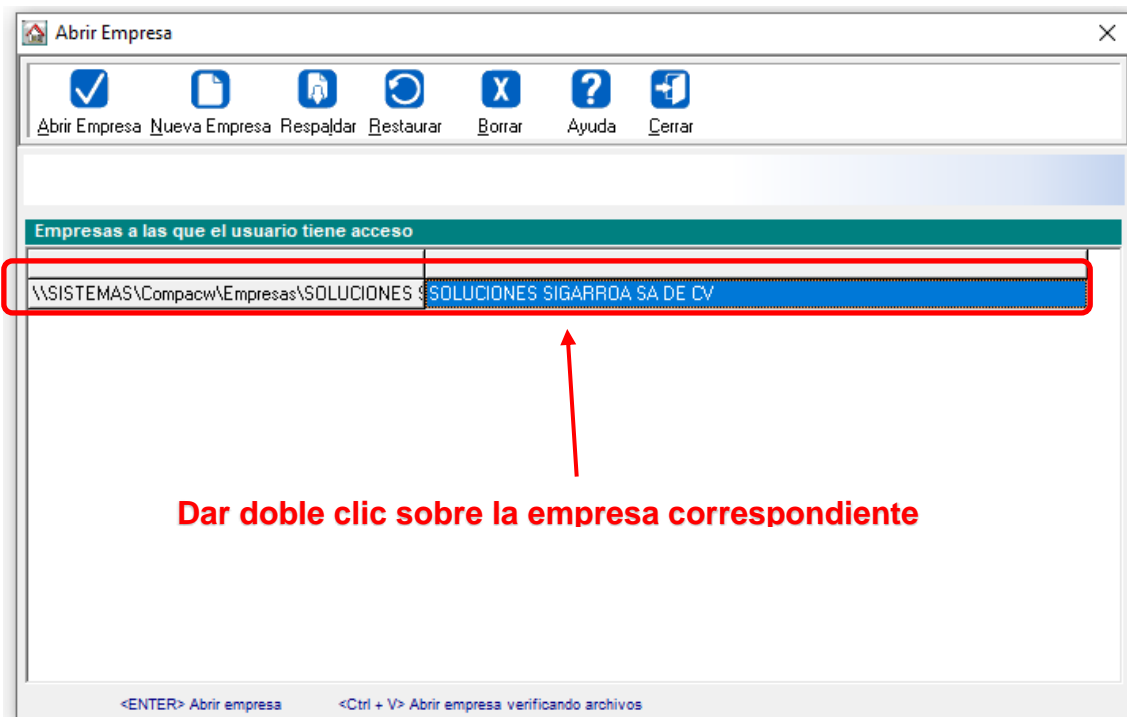 Abrir Empresa
Abrir Empresa Nueva Empresa Respaldar Restaurar Borrar Ayuda Cerrar
Empresas a las que el usuario tiene acceso
\\SISTEMAS\Compacw\Empresas\SOLUCIONES S SOLUCIONES SIGARROA SA DE CV
Dar doble clic sobre la empresa correspondiente
<ENTER> Abrir empresa <Ctrl + V> Abrir empresa verificando archivos